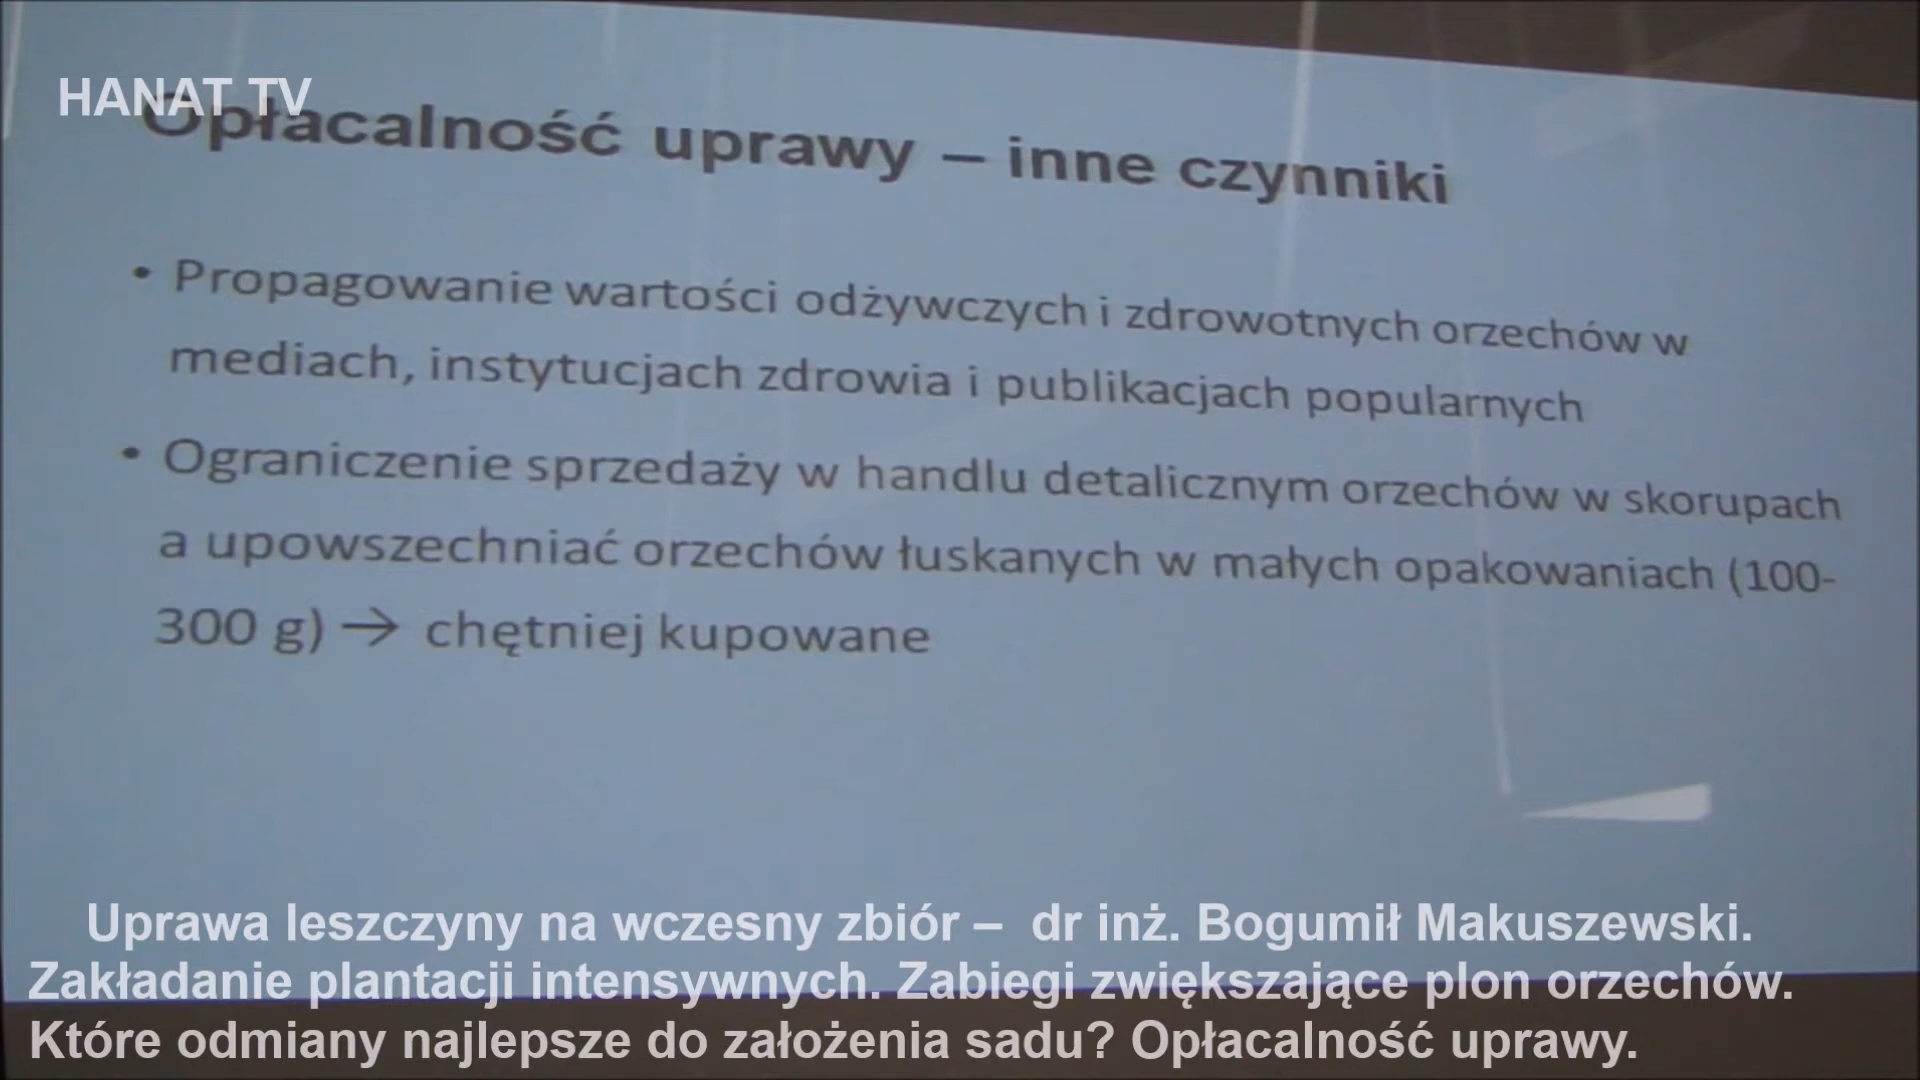 HANAT TV
Opłacalność uprawy – inne czynniki
• Propagowanie wartości odżywczych i zdrowotnych orzechów w
mediach, instytucjach zdrowia i publikacjach popularnych
• Ograniczenie sprzedaży w handlu detalicznym orzechów w skorupach
a upowszechniać orzechów łuskanych w małych opakowaniach (100-
300 g) → chętniej kupowane
Uprawa leszczyny na wczesny zbiór – dr inż. Bogumił Makuszewski.
Zakładanie plantacji intensywnych. Zabiegi zwiększające plon orzechów.
Które odmiany najlepsze do założenia sadu? Opłacalność uprawy.